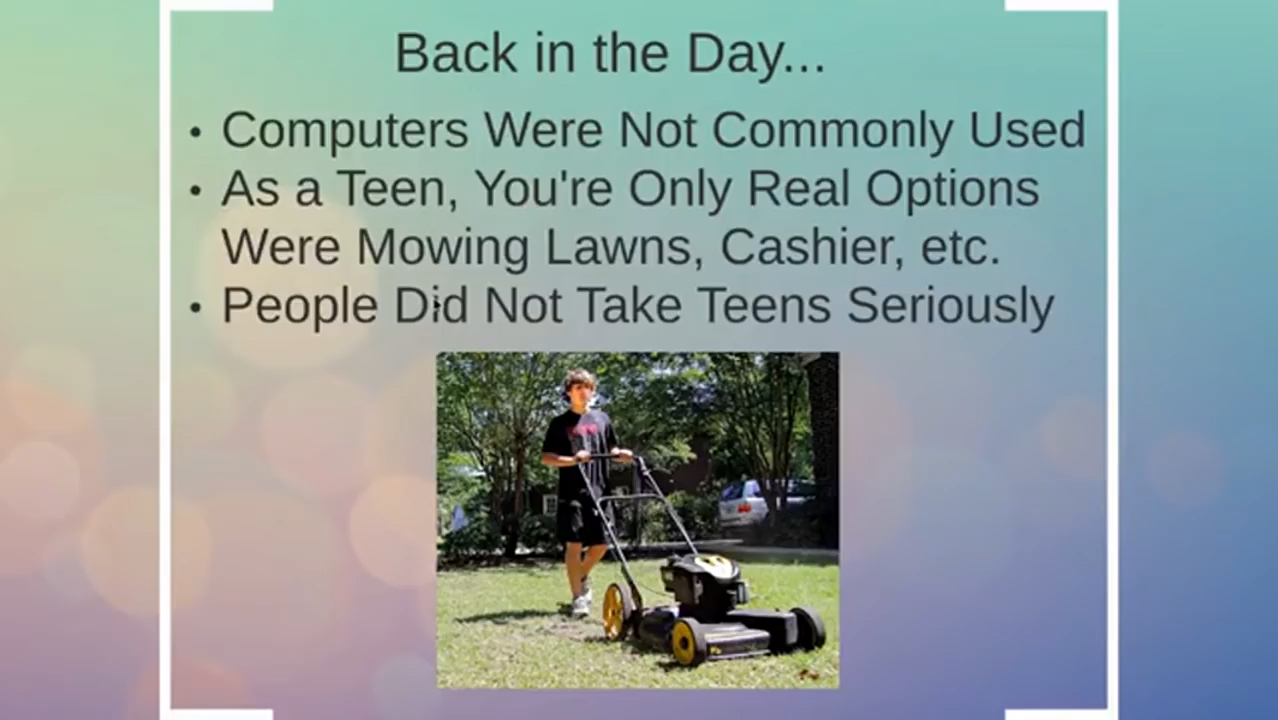 Back in the Day...
• Computers Were Not Commonly Used
• As a Teen, You're Only Real Options
Were Mowing Lawns, Cashier, etc.
• People Did Not Take Teens Seriously